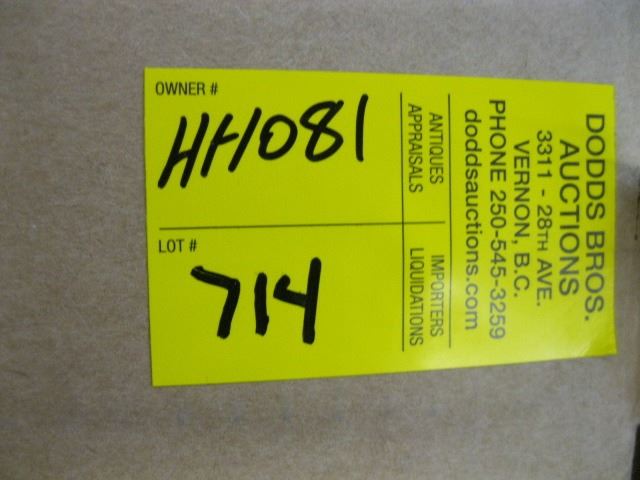 DODDS BROS.
AUCTIONS
3311 - 28TH AVE.
VERNON, B.C.
PHONE 250-545-3259
doddsauctions.com
ANTIQUES IMPORTERS
APPRAISALS LIQUIDATIONS
OWNER #
HH1081
LOT #
714